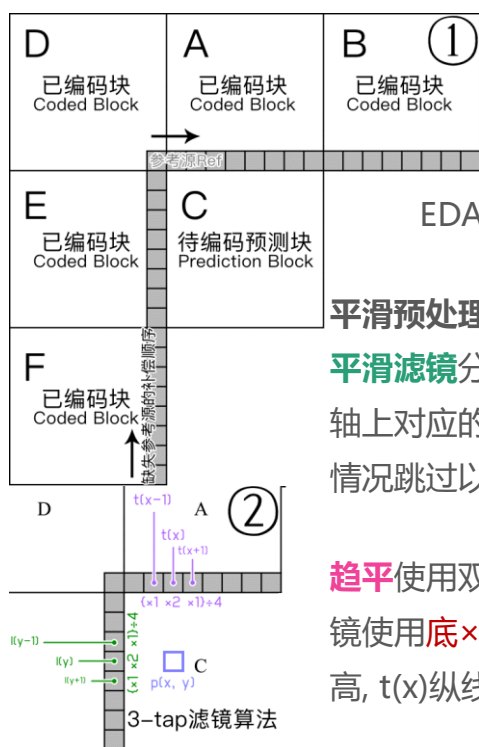 D
A
B
①
已编码块
Coded Block
已编码块
Coded Block
已编码块
Coded Block
参考源Ref
E
C
已编码块
Coded Block
待编码预测块
Prediction Block
F
已编码块
Coded Block
缺失参考源的补偿顺序
D
t(x-1)
A
②
t(x)
t(x+1)
(×1 ×2 ×1)÷4
l(y-1)
l(y)
l(y+1)
(×1 ×2 ×1)÷4
C
p(x, y)
3-tap滤镜算法
EDA
平滑预处理
平滑滤镜分
轴上对应的
情况跳过以
趋平使用双
镜使用底×
高, t(x)纵线